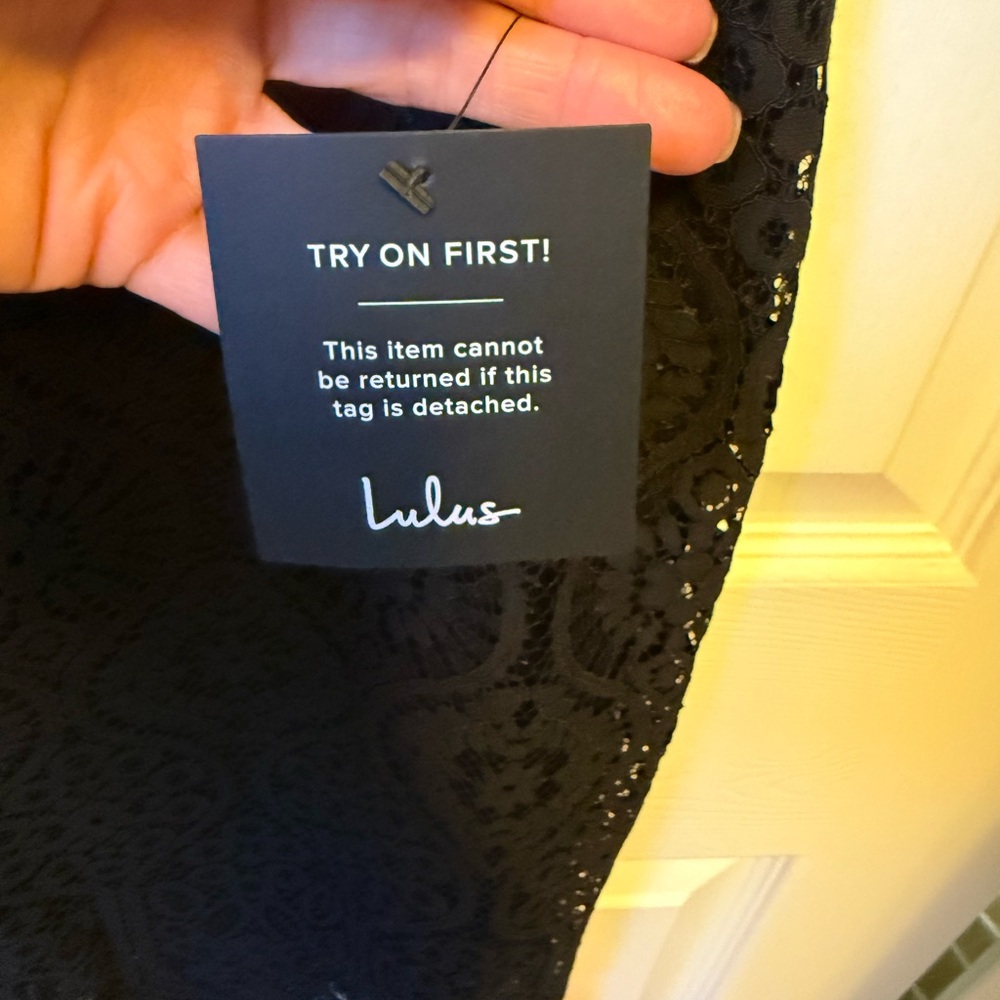 TRY ON FIRST!
This item cannot
be returned if this
tag is detached.
Lulus